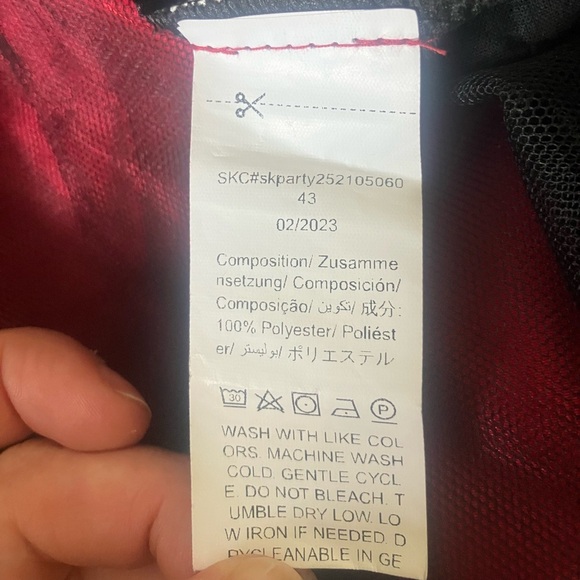 SKC#skparty252105060
43
02/2023
Composition/ Zusamme
nsetzung/ Composición/
Composição/ تكوين/ 成分:
100% Polyester/ Poliést
er/ بوليستر/ ポリエステル
30 P
WASH WITH LIKE COL
ORS. MACHINE WASH
COLD. GENTLE CYCL
E. DO NOT BLEACH. T
UMBLE DRY LOW. LO
W IRON IF NEEDED. D
RYCLEANABLE IN GE